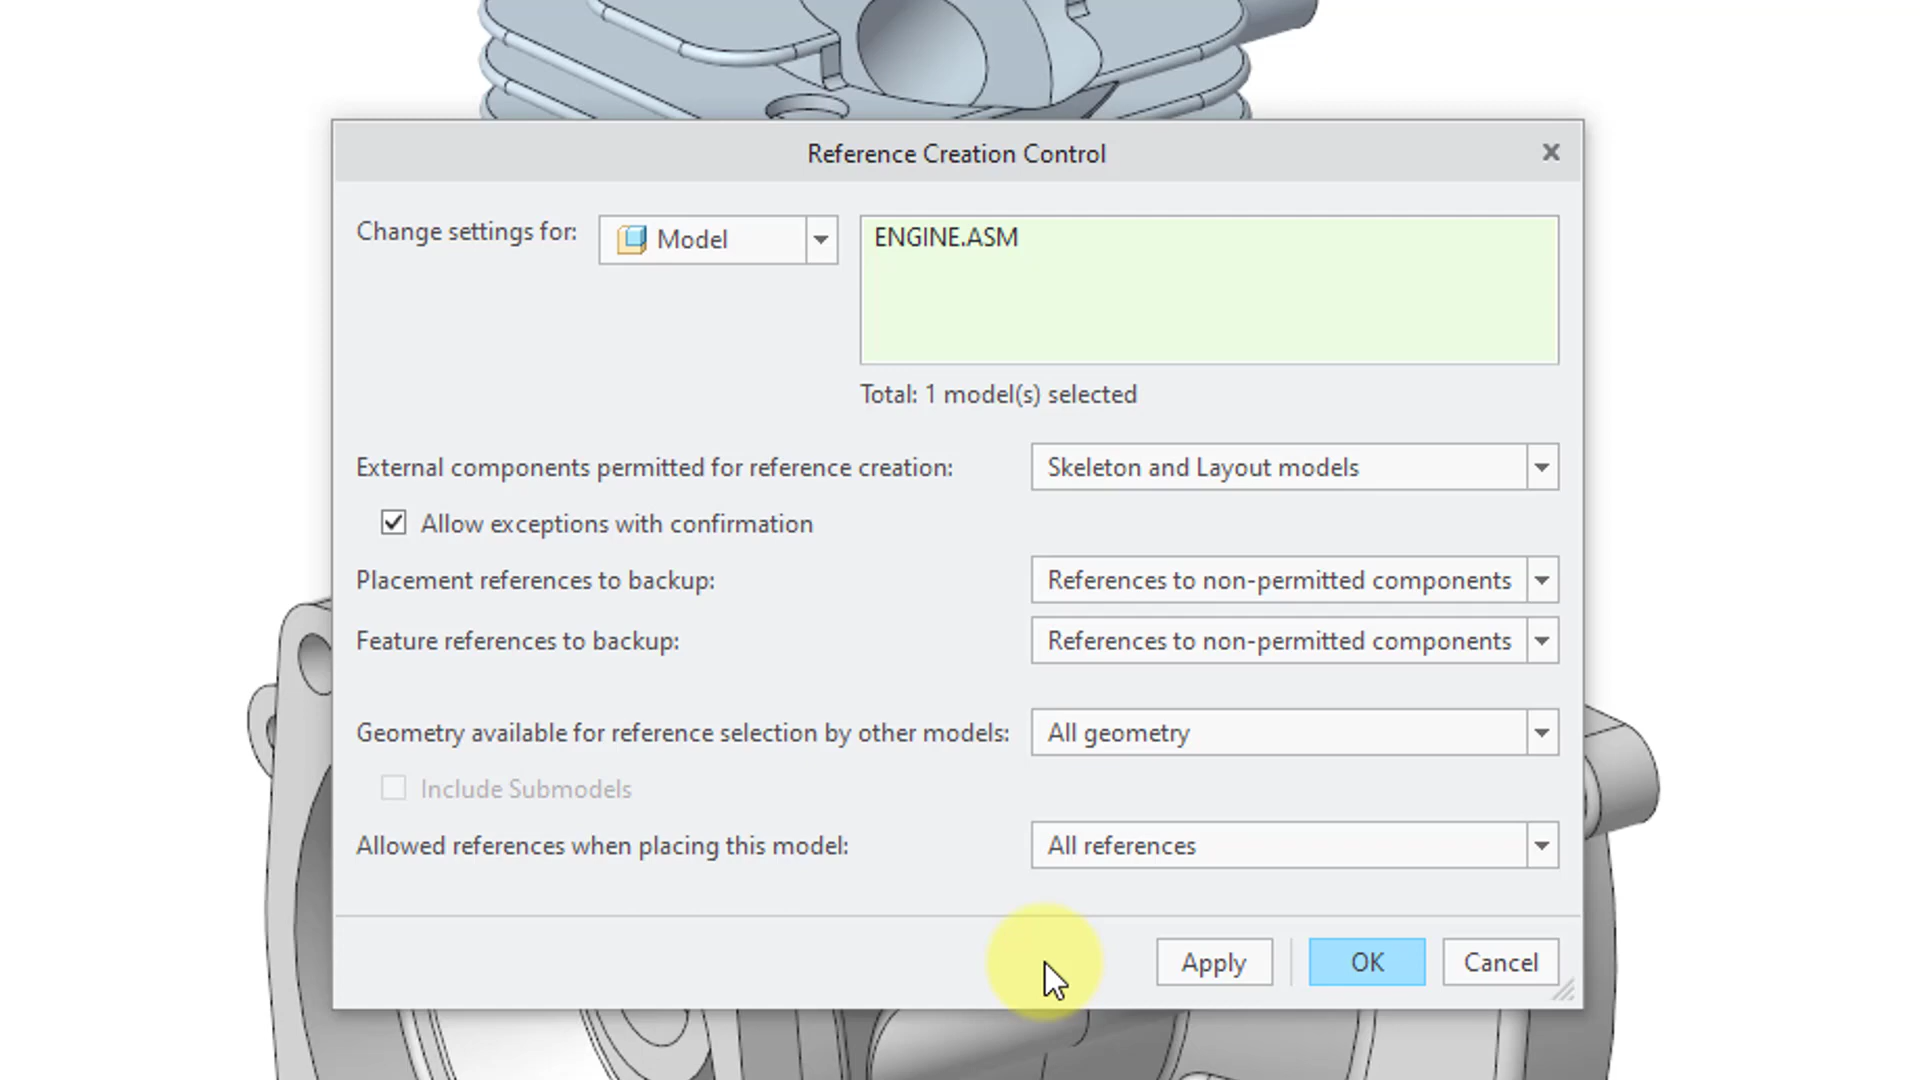 Reference Creation Control
Change settings for:
Model
ENGINE.ASM
Total: 1 model(s) selected
External components permitted for reference creation:
Skeleton and Layout models
Allow exceptions with confirmation
Placement references to backup:
References to non-permitted components
Feature references to backup:
References to non-permitted components
Geometry available for reference selection by other models:
All geometry
Include Submodels
Allowed references when placing this model:
All references
Apply
OK
Cancel